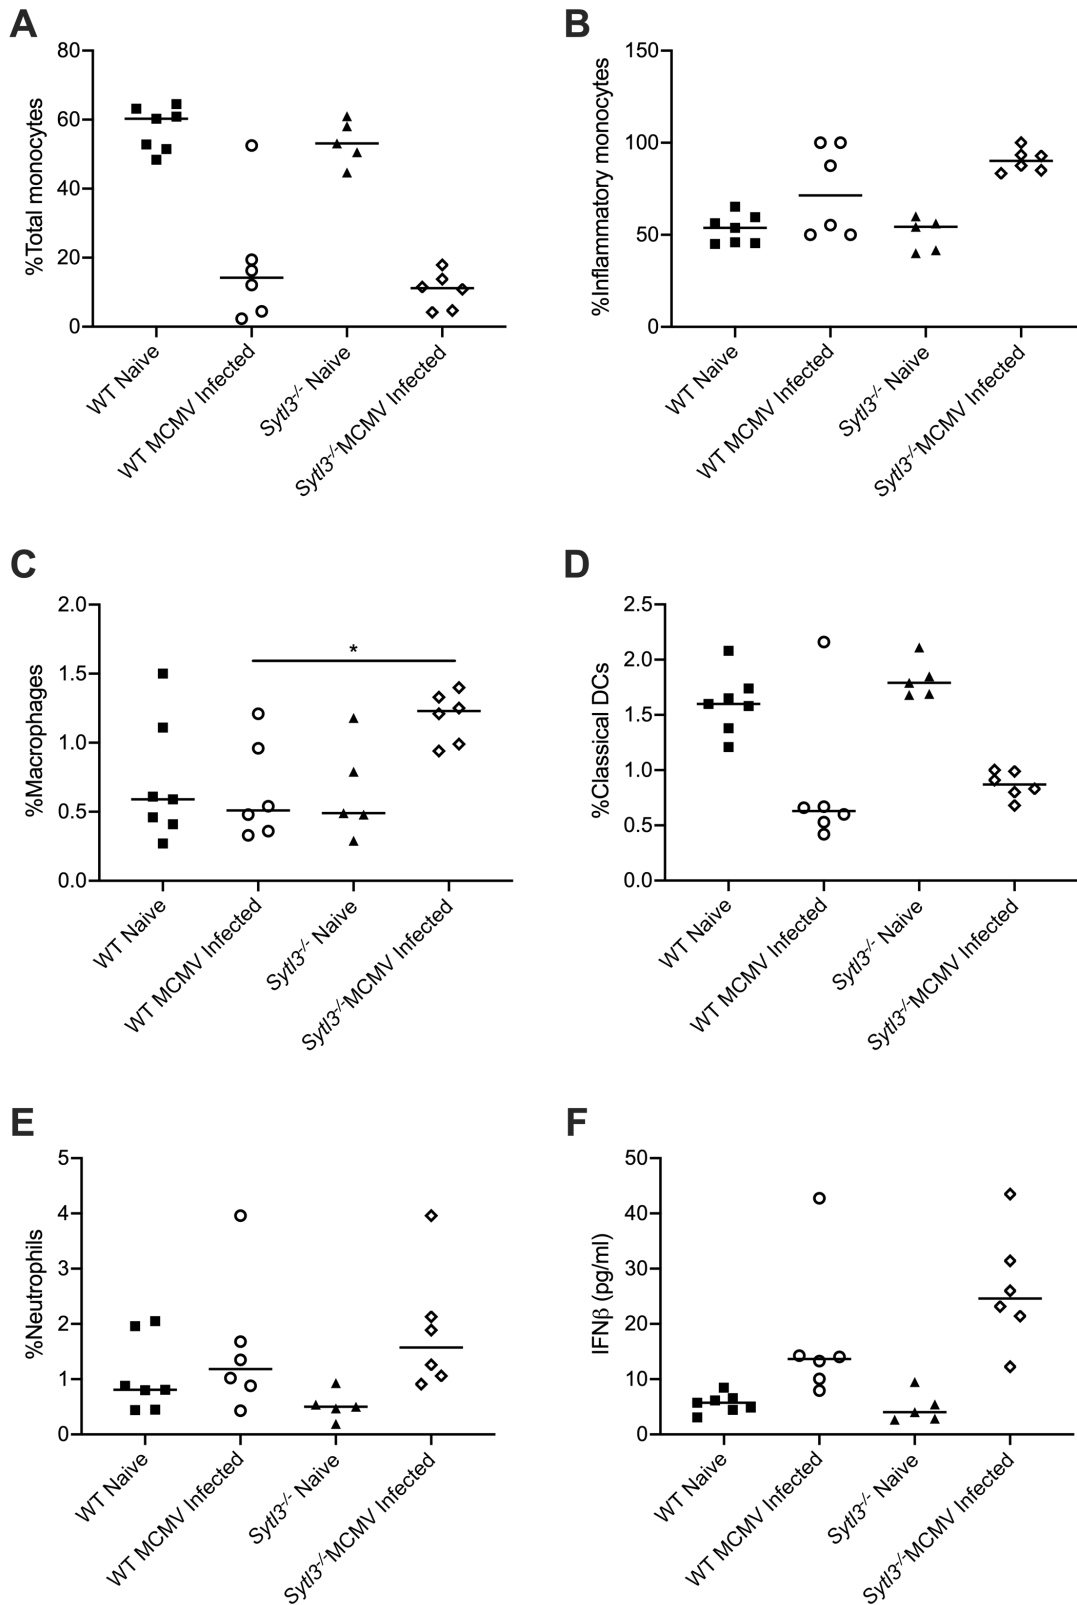 A
%Total monocytes
80
60
40
20
0
WT Naive
WT MCMV Infected
Sytl3-/- Naive
Sytl3-/-MCMV Infected
B
%Inflammatory monocytes
150
100
50
0
WT Naive
WT MCMV Infected
Sytl3-/- Naive
Sytl3-/-MCMV Infected
C
%Macrophages
2.0
1.5
1.0
0.5
0.0
*
WT Naive
WT MCMV Infected
Sytl3-/- Naive
Sytl3-/-MCMV Infected
D
%Classical DCs
2.5
2.0
1.5
1.0
0.5
0.0
WT Naive
WT MCMV Infected
Sytl3-/- Naive
Sytl3-/-MCMV Infected
E
%Neutrophils
5
4
3
2
1
0
WT Naive
WT MCMV Infected
Sytl3-/- Naive
Sytl3-/-MCMV Infected
F
IFNβ (pg/ml)
50
40
30
20
10
0
WT Naive
WT MCMV Infected
Sytl3-/- Naive
Sytl3-/-MCMV Infected